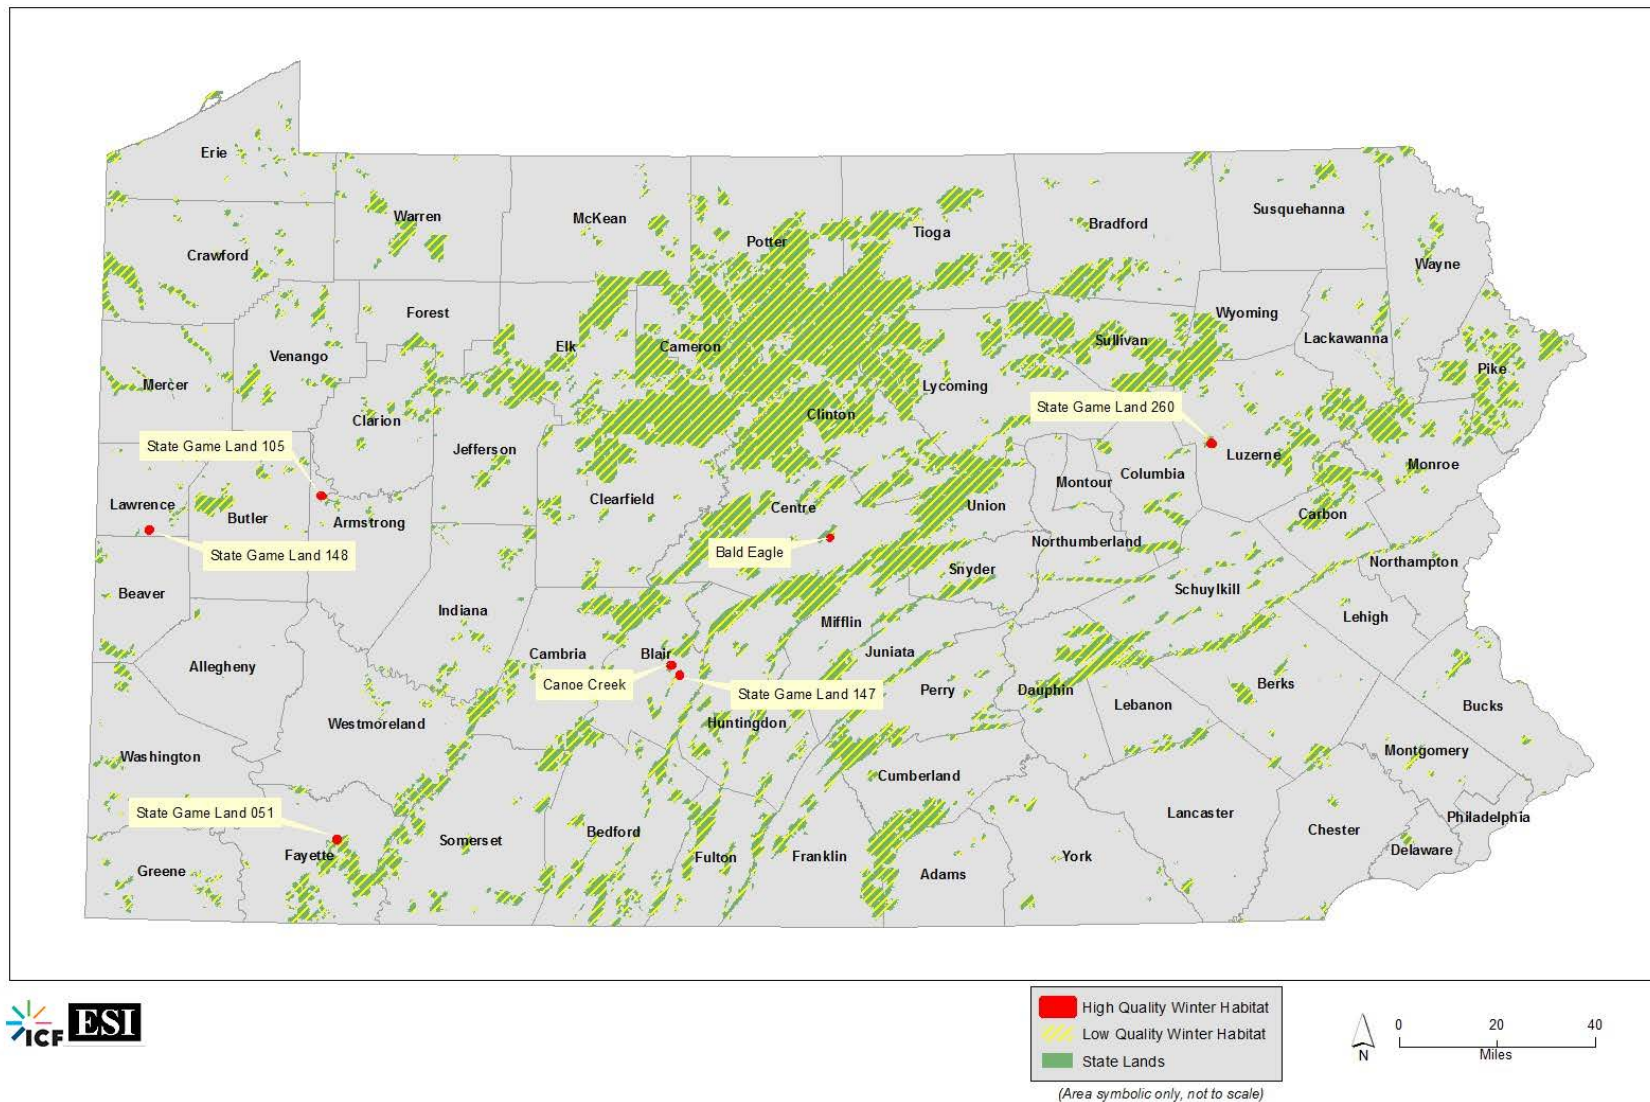 Erie
Warren
McKean
Susquehanna
Bradford
Tioga
Potter
Crawford
Wayne
Forest
Wyoming
Lackawanna
Sullivan
Elk
Cameron
Venango
Pike
Mercer
Lycoming
State Game Land 260
Clinton
Clarion
State Game Land 105
Jefferson
Luzerne
Monroe
Columbia
Montour
Clearfield
Lawrence
Centre
Union
Butler
Armstrong
Carbon
Northumberland
State Game Land 148
Bald Eagle
Northampton
Snyder
Schuylkill
Beaver
Indiana
Lehigh
Mifflin
Juniata
Cambria
Blair
Allegheny
Canoe Creek
State Game Land 147
Perry
Dauphin
Berks
Lebanon
Bucks
Westmoreland
Huntingdon
Montgomery
Washington
Cumberland
State Game Land 051
Lancaster
Philadelphia
Chester
Bedford
Somerset
Delaware
Fayette
Fulton
Franklin
York
Greene
Adams
ICF
ESI
High Quality Winter Habitat
Low Quality Winter Habitat
State Lands
(Area symbolic only, not to scale)
N
0 20 40
Miles